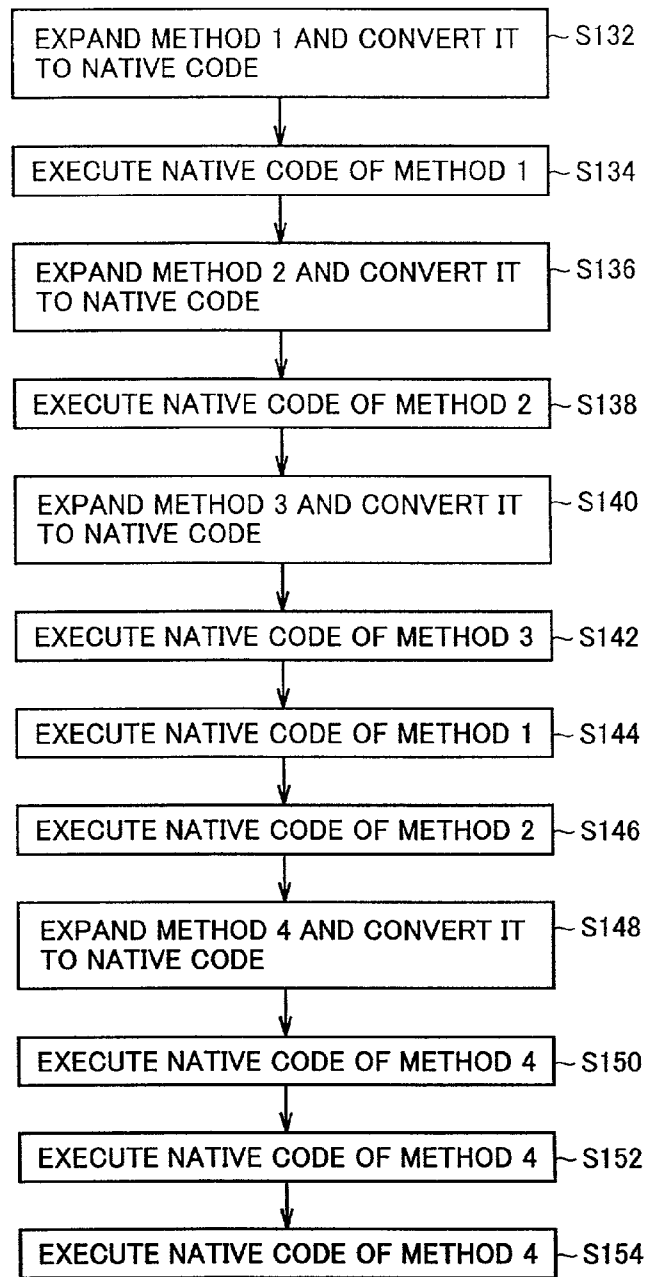 EXPAND METHOD 1 AND CONVERT IT
TO NATIVE CODE
S132
EXECUTE NATIVE CODE OF METHOD 1
S134
EXPAND METHOD 2 AND CONVERT IT
TO NATIVE CODE
S136
EXECUTE NATIVE CODE OF METHOD 2
S138
EXPAND METHOD 3 AND CONVERT IT
TO NATIVE CODE
S140
EXECUTE NATIVE CODE OF METHOD 3
S142
EXECUTE NATIVE CODE OF METHOD 1
S144
EXECUTE NATIVE CODE OF METHOD 2
S146
EXPAND METHOD 4 AND CONVERT IT
TO NATIVE CODE
S148
EXECUTE NATIVE CODE OF METHOD 4
S150
EXECUTE NATIVE CODE OF METHOD 4
S152
EXECUTE NATIVE CODE OF METHOD 4
S154